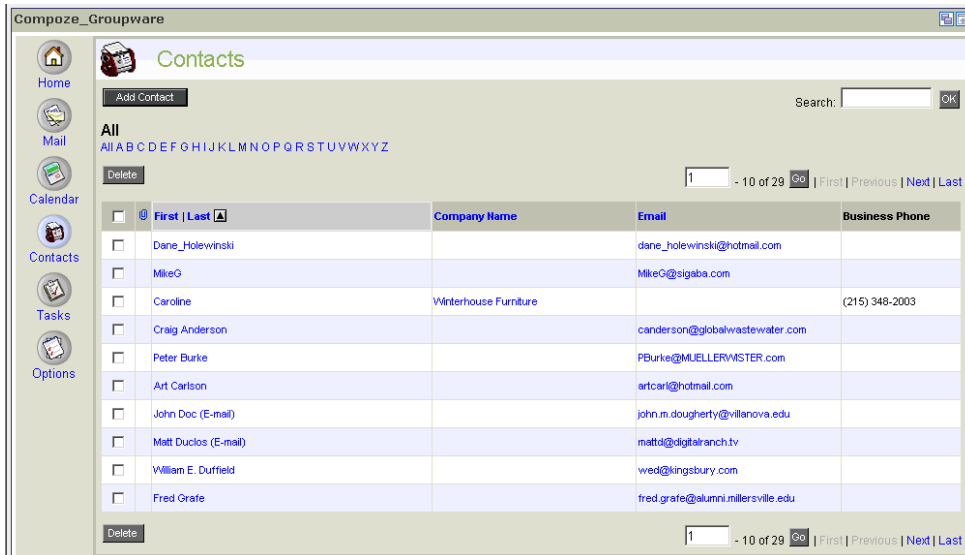 Compoze_Groupware
Home
Mail
Calendar
Contacts
Tasks
Options
Contacts
Add Contact
Search: OK
All
All A B C D E F G H I J K L M N O P Q R S T U V W X Y Z
Delete
1 - 10 of 29 Go | First | Previous | Next | Last
First | Last Company Name Email Business Phone
Dane_Holewinski dane_holewinski@hotmail.com
MikeG MikeG@sigaba.com
Caroline Winterhouse Furniture (215) 348-2003
Craig Anderson canderson@globalwastewater.com
Peter Burke PBurke@MUELLERWISTER.com
Art Carlson artcarl@hotmail.com
John Doc (E-mail) john.m.dougherty@villanova.edu
Matt Duclos (E-mail) mattd@digitalranch.tv
William E. Duffield wed@kingsbury.com
Fred Grafe fred.grafe@alumni.millersville.edu
Delete
1 - 10 of 29 Go | First | Previous | Next | Last